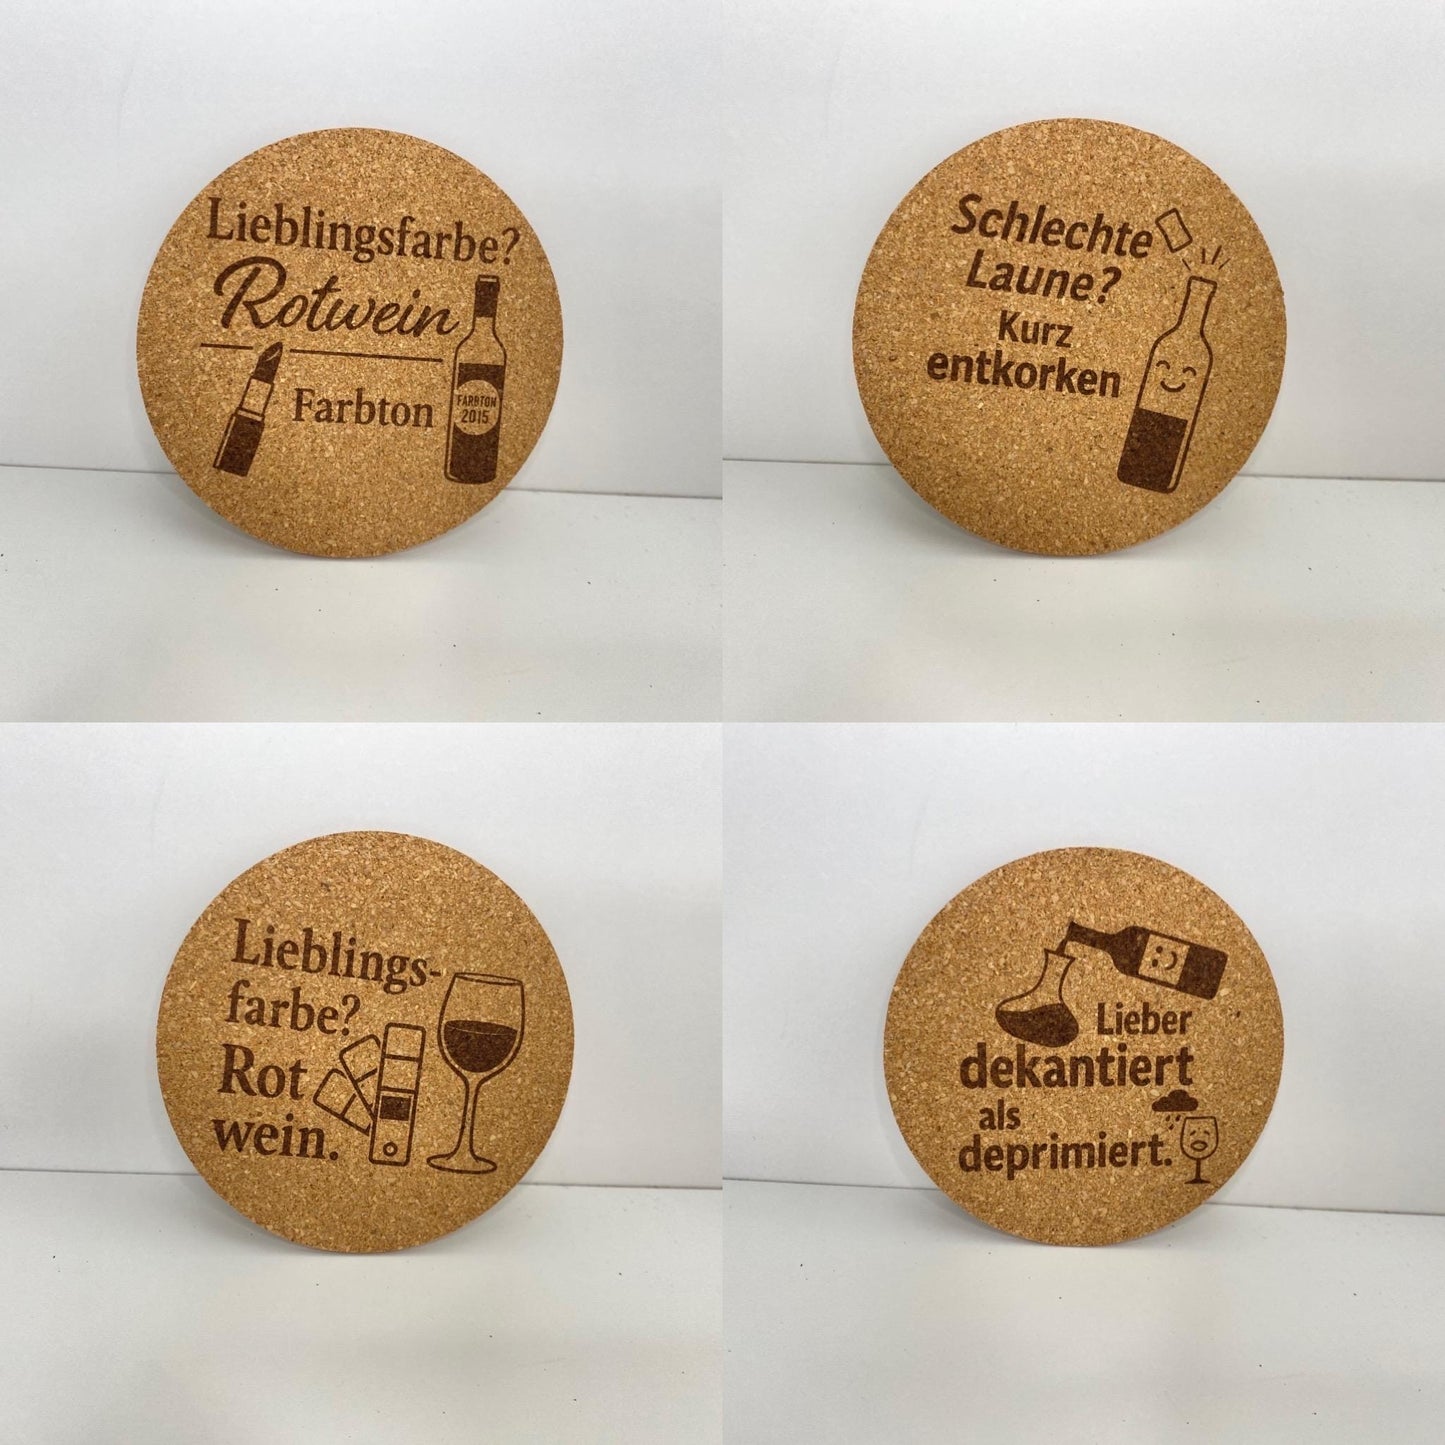 Lieblingsfarbe?
Rotwein
Farbton
FARBTON
2015
Schlechte
Laune?
Kurz
entkorken
Lieblings-
farbe?
Rot
wein.
Lieber
dekantiert
als
deprimiert.